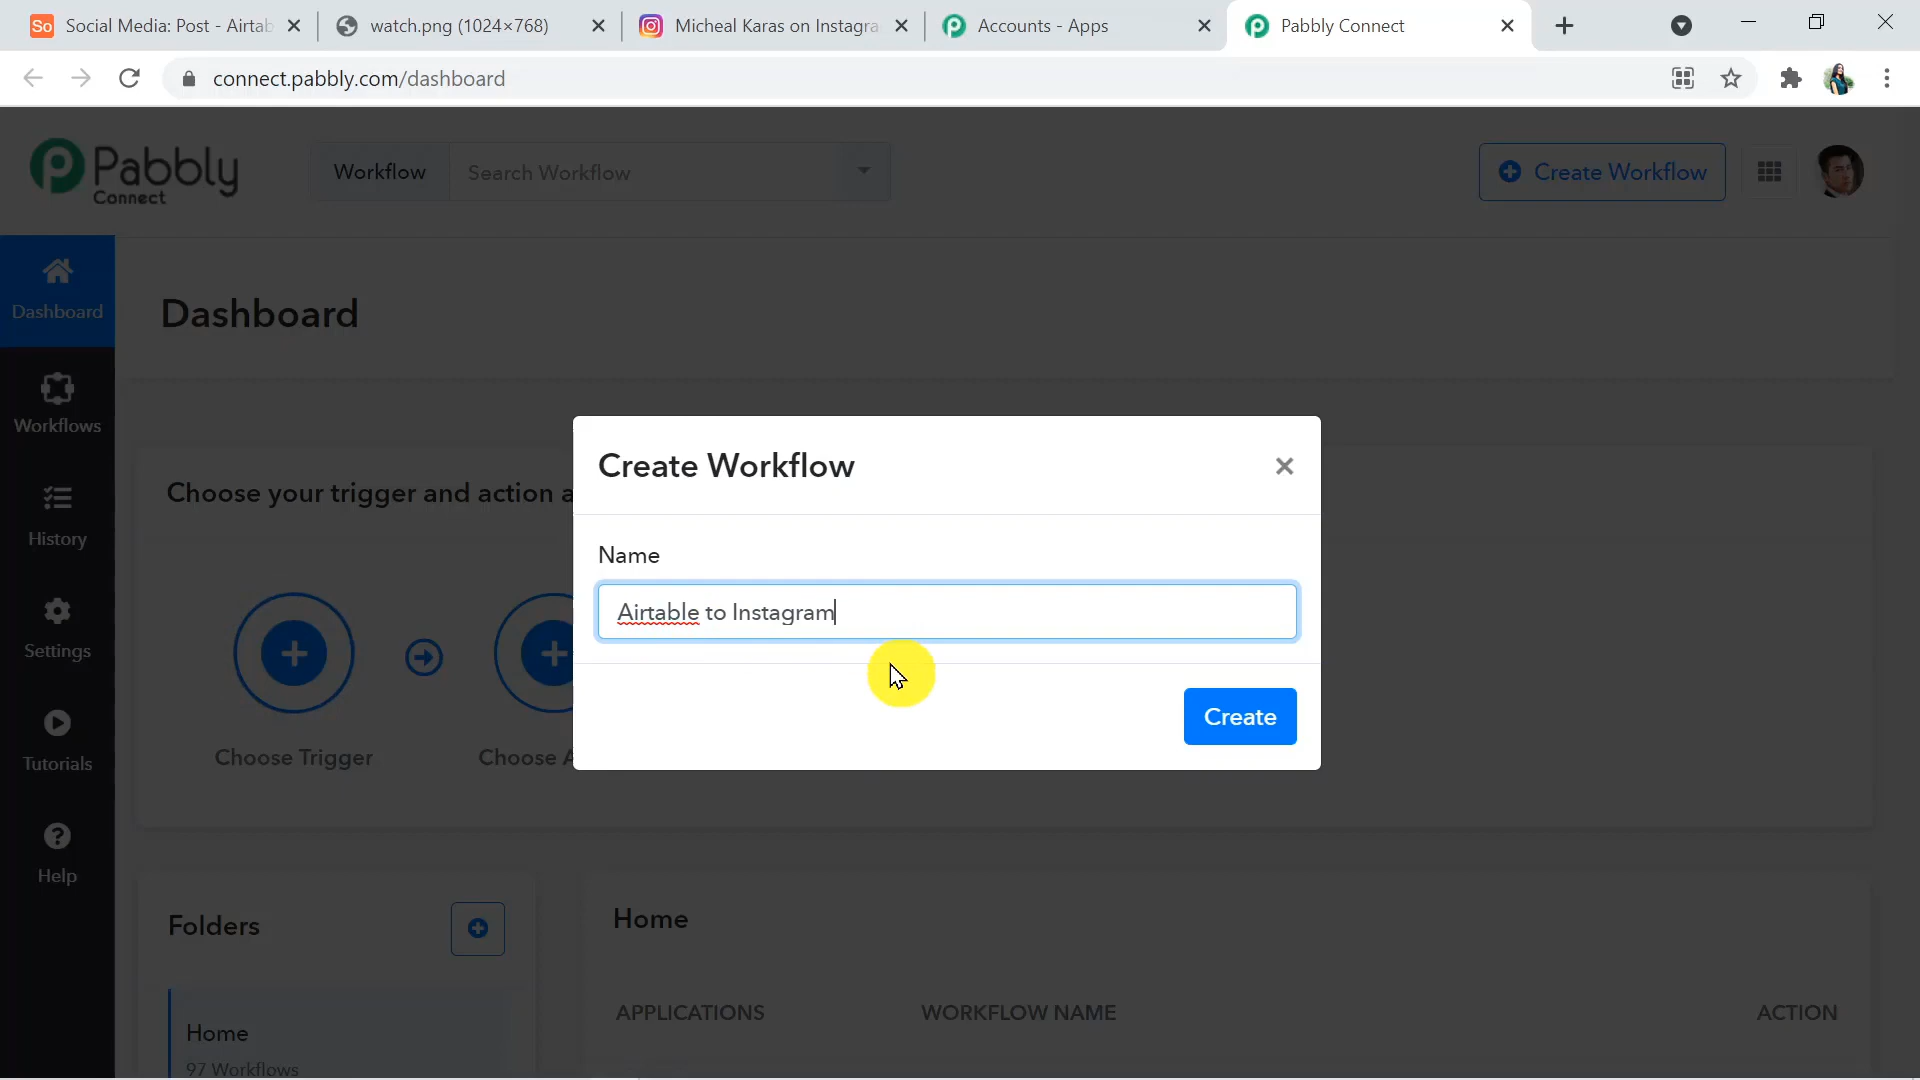 So Social Media: Post - Airtab
watch.png (1024×768)
Micheal Karas on Instagra
Accounts - Apps
Pabbly Connect
connect.pabbly.com/dashboard
Pabbly
Connect
Workflow
Search Workflow
Create Workflow
Dashboard
Workflows
History
Settings
Tutorials
Help
Dashboard
Choose your trigger and action a
Choose Trigger
Choose A
Create Workflow
Name
Airtable to Instagram
Create
Folders
Home
97 Workflows
Home
APPLICATIONS
WORKFLOW NAME
ACTION